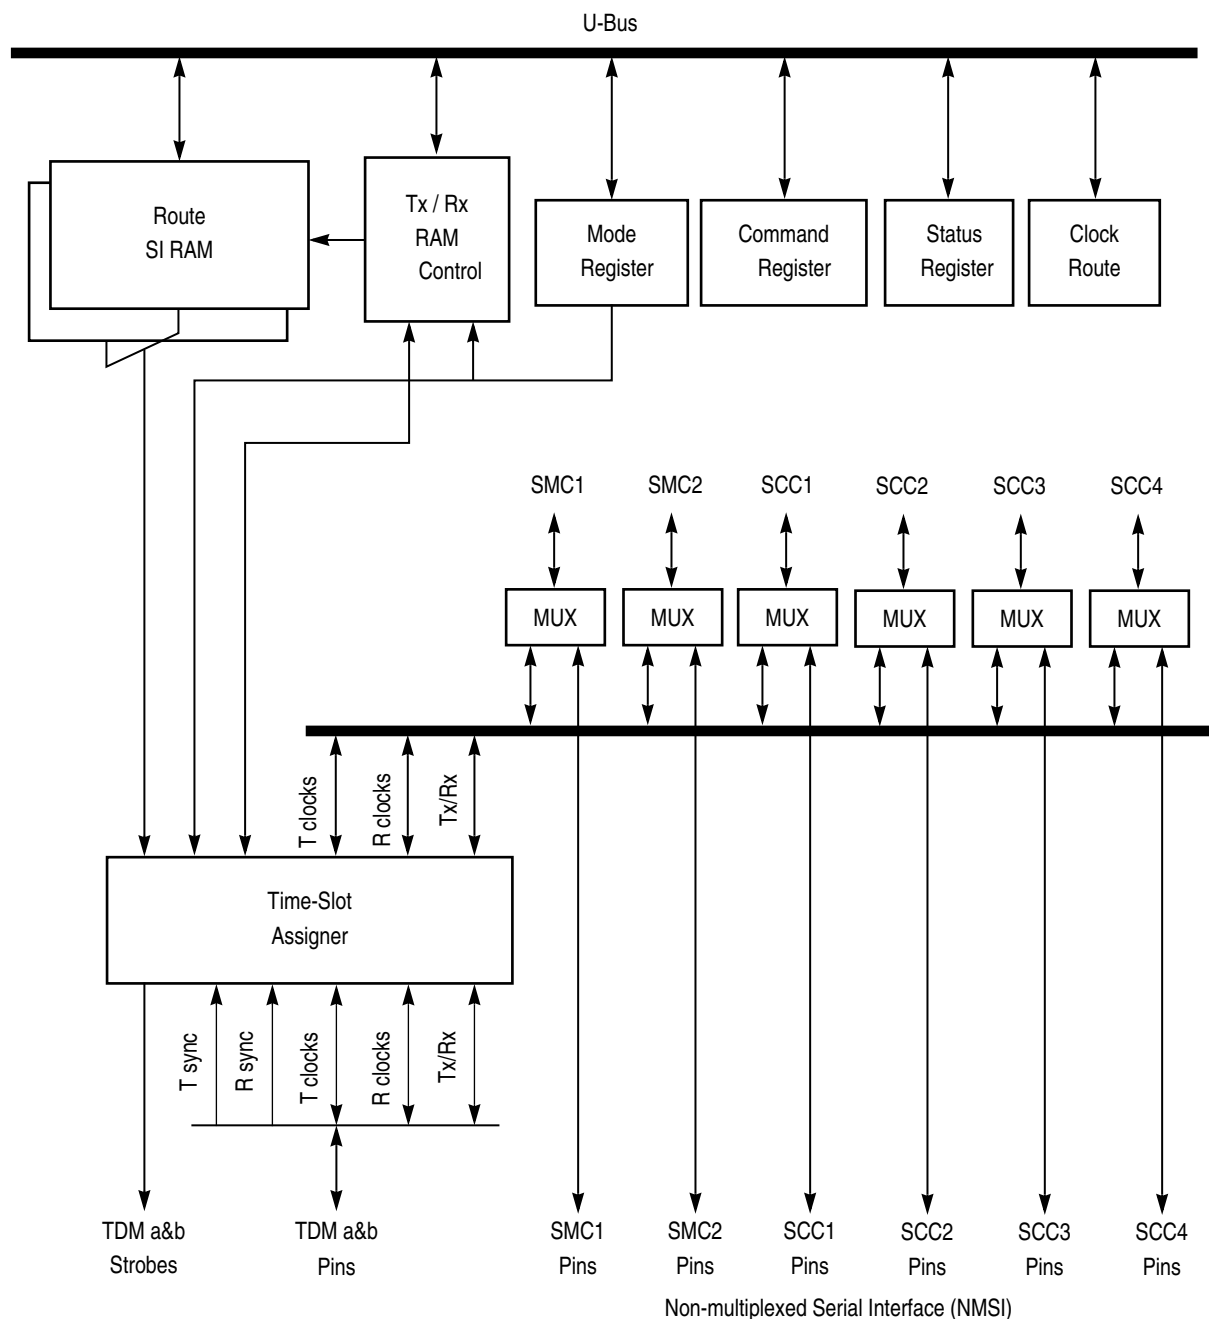 U-Bus
Route
SI RAM
Tx / Rx
RAM
Control
Mode
Register
Command
Register
Status
Register
Clock
Route
SMC1
SMC2
SCC1
SCC2
SCC3
SCC4
MUX
MUX
MUX
MUX
MUX
MUX
T clocks
R clocks
Tx/Rx
Time-Slot
Assigner
T sync
R sync
T clocks
R clocks
Tx/Rx
TDM a&b
Strobes
TDM a&b
Pins
SMC1
Pins
SMC2
Pins
SCC1
Pins
SCC2
Pins
SCC3
Pins
SCC4
Pins
Non-multiplexed Serial Interface (NMSI)